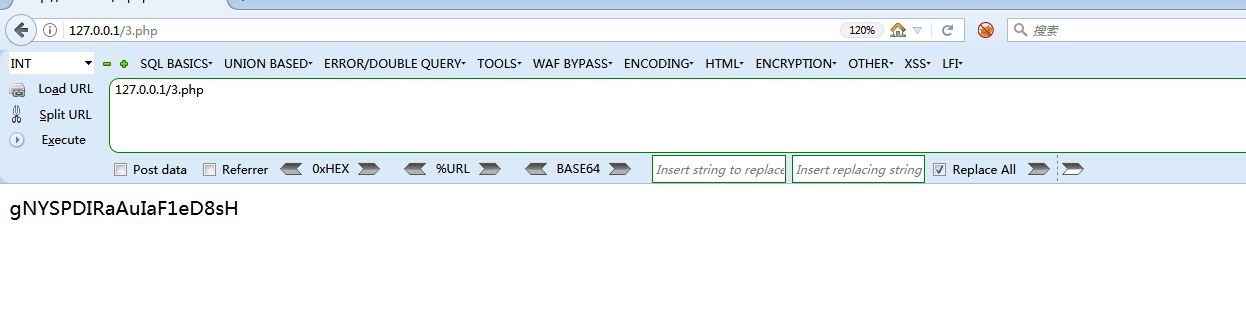 127.0.0.1/3.php 120% 搜索
INT SQL BASICS UNION BASED ERROR/DOUBLE QUERY TOOLS WAF BYPASS ENCODING HTML ENCRYPTION OTHER XSS LFI
Load URL 127.0.0.1/3.php
Split URL
Execute
Post data Referrer 0xHEX %URL BASE64 Insert string to replace Insert replacing string Replace All
gNYSPDIRaAuIaF1eD8sH